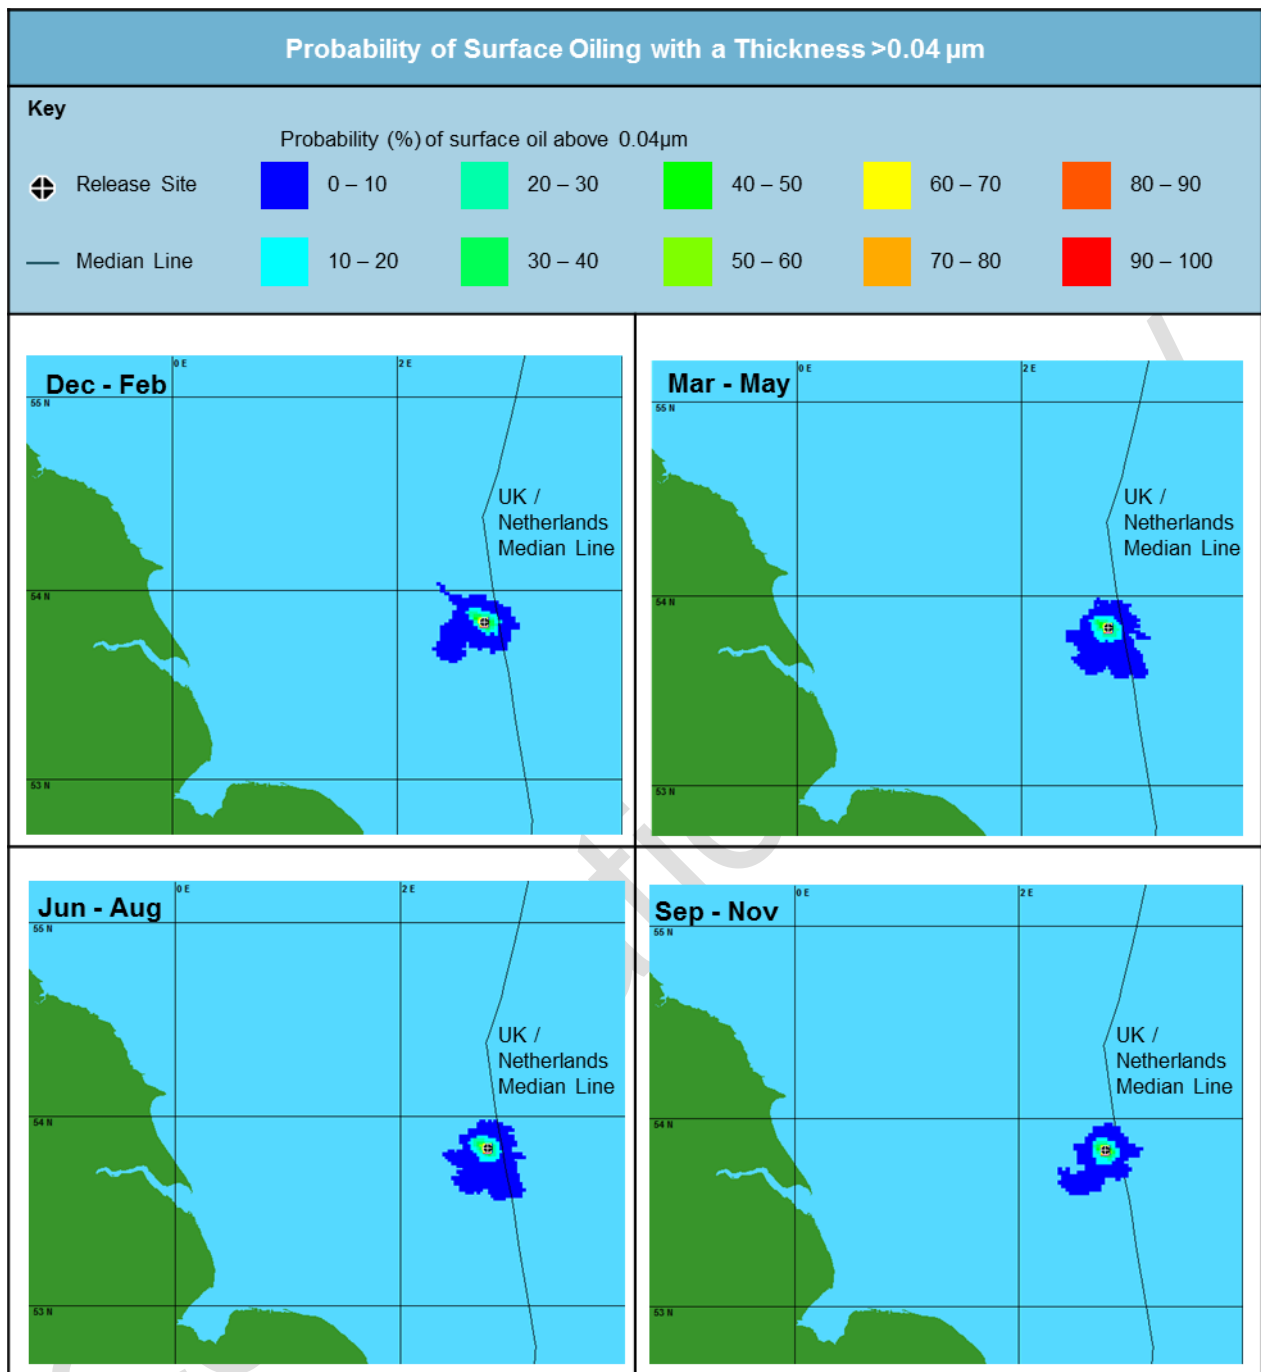 Probability of Surface Oiling with a Thickness >0.04 µm
Key
Probability (%) of surface oil above 0.04µm
Release Site
0 – 10
20 – 30
40 – 50
60 – 70
80 – 90
Median Line
10 – 20
30 – 40
50 – 60
70 – 80
90 – 100
Dec - Feb
0 E
2 E
55 N
UK /
Netherlands
Median Line
54 N
53 N
Mar - May
0 E
2 E
55 N
UK /
Netherlands
Median Line
54 N
53 N
Jun - Aug
0 E
2 E
55 N
UK /
Netherlands
Median Line
54 N
53 N
Sep - Nov
0 E
2 E
55 N
UK /
Netherlands
Median Line
54 N
53 N